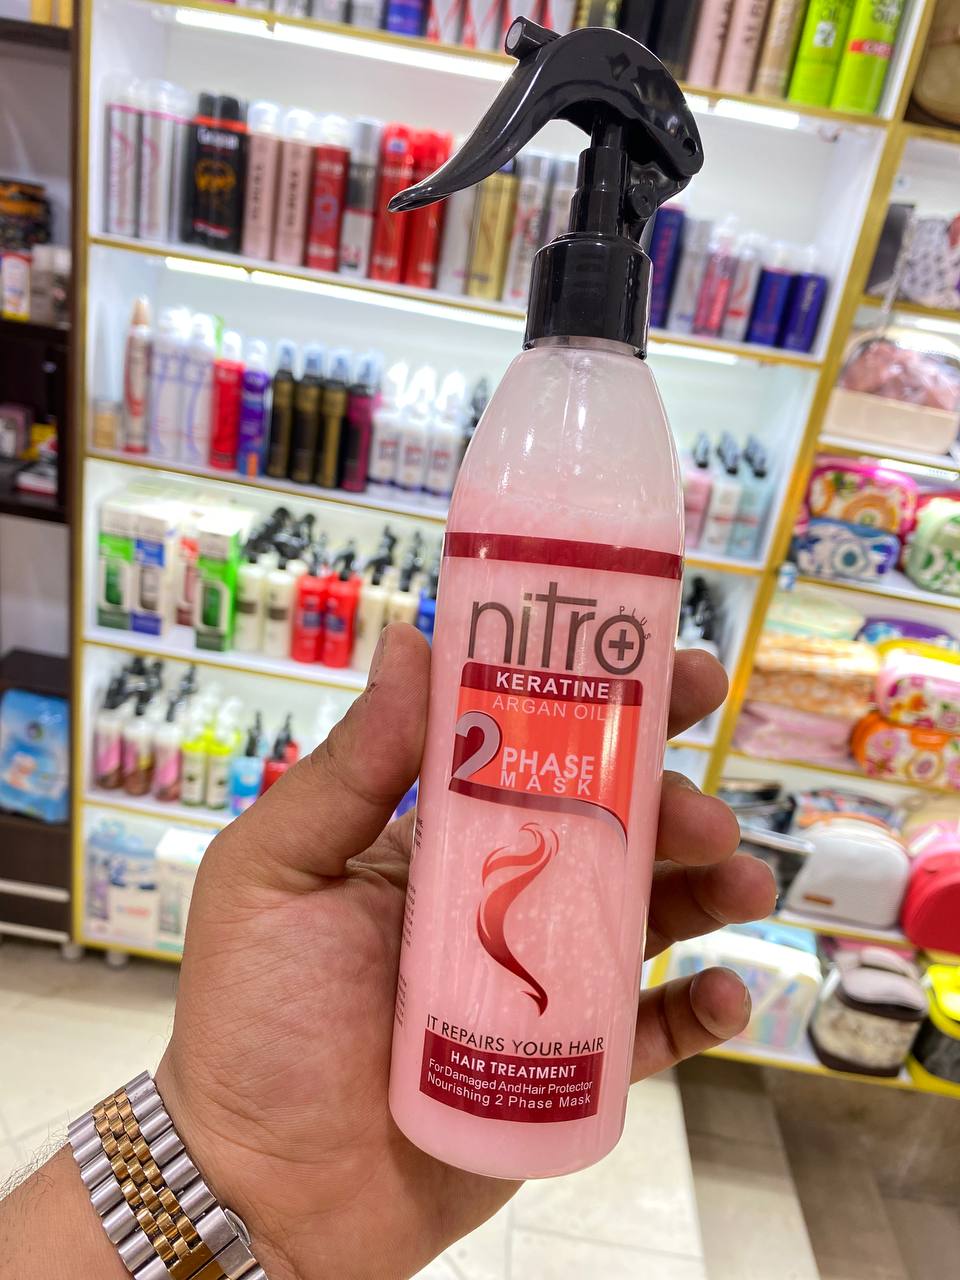 nitro+
PLUS
KERATINE
ARGAN OIL
2 PHASE
MASK
IT REPAIRS YOUR HAIR
HAIR TREATMENT
For Damaged And Hair Protector
Nourishing 2 Phase Mask